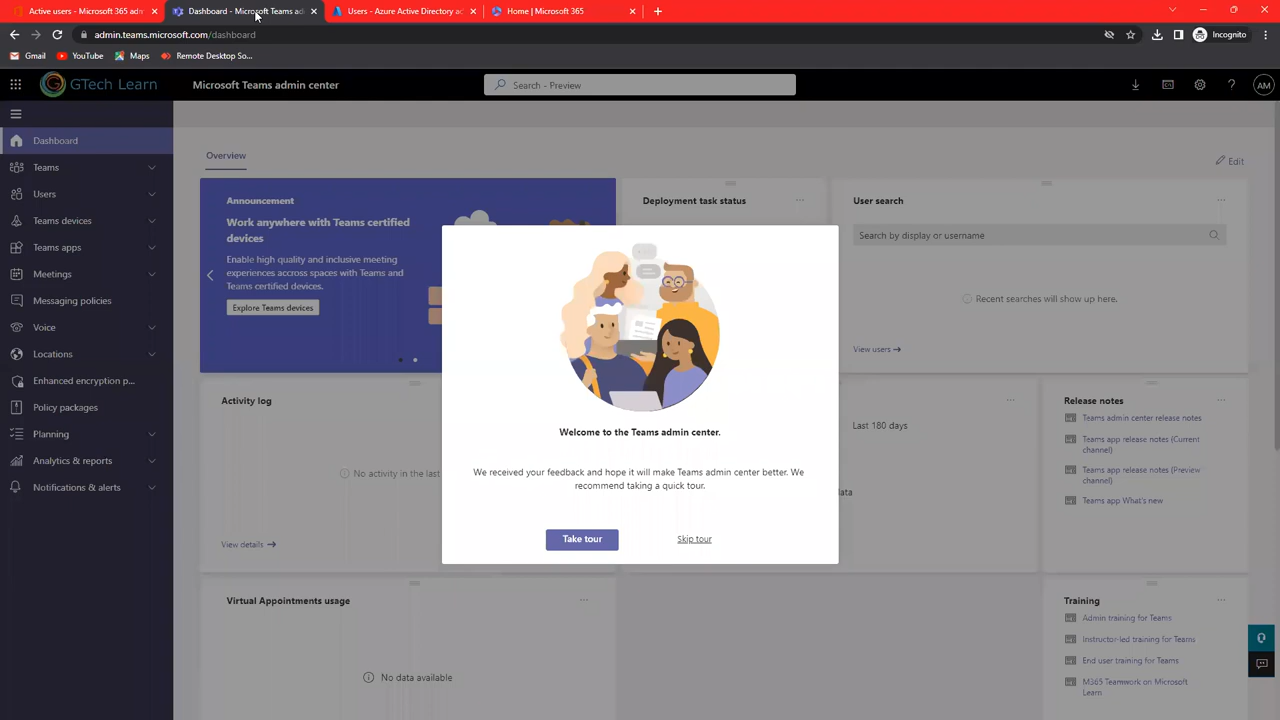 Active users - Microsoft 365 adm
Dashboard - Microsoft Teams ad
Users - Azure Active Directory ad
Home | Microsoft 365
admin.teams.microsoft.com/dashboard
Incognito
Gmail
YouTube
Maps
Remote Desktop So...
GTech Learn
Microsoft Teams admin center
Search - Preview
AM
Dashboard
Teams
Users
Teams devices
Teams apps
Meetings
Messaging policies
Voice
Locations
Enhanced encryption p...
Policy packages
Planning
Analytics & reports
Notifications & alerts
Overview
Edit
Announcement
Work anywhere with Teams certified
devices
Enable high quality and inclusive meeting
experiences accross spaces with Teams and
Teams certified devices.
Explore Teams devices
Deployment task status
User search
Search by display or username
Recent searches will show up here.
View users
Welcome to the Teams admin center.
We received your feedback and hope it will make Teams admin center better. We
recommend taking a quick tour.
Take tour
Skip tour
Activity log
No activity in the last
View details
Last 180 days
data
Release notes
Teams admin center release notes
Teams app release notes (Current
channel)
Teams app release notes (Preview
channel)
Teams app What's new
Virtual Appointments usage
No data available
Training
Admin training for Teams
Instructor-led training for Teams
End user training for Teams
M365 Teamwork on Microsoft
Learn